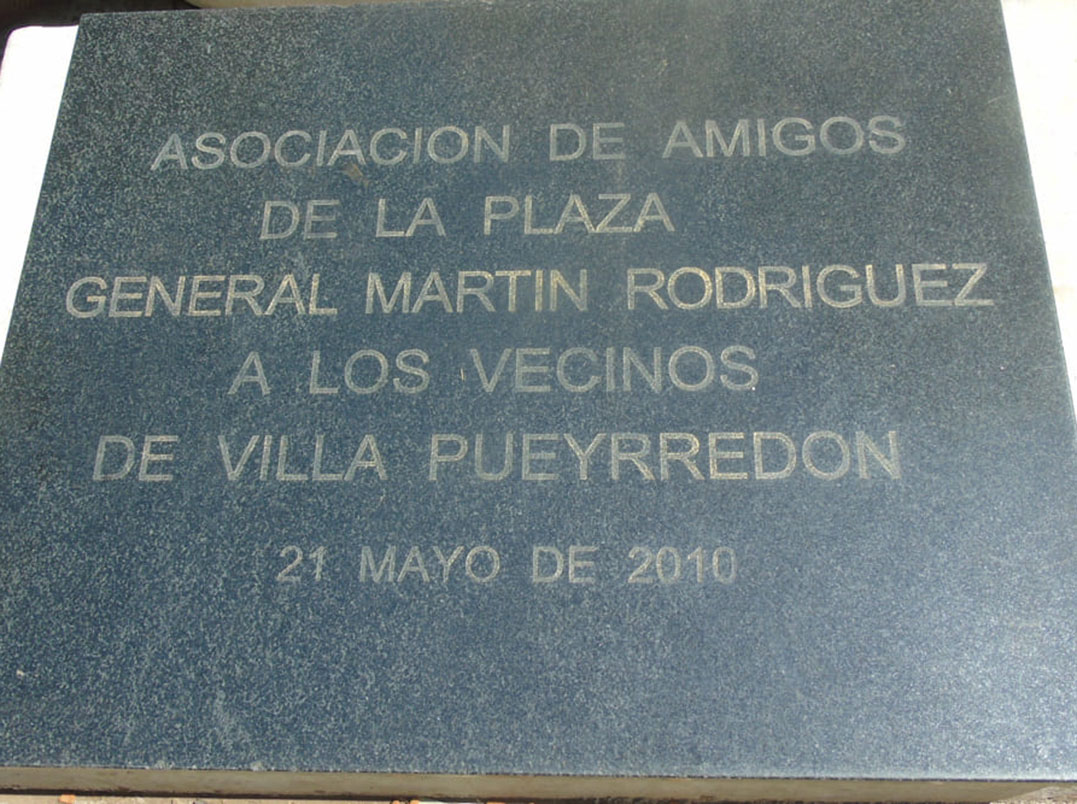 ASOCIACION DE AMIGOS
DE LA PLAZA
GENERAL MARTIN RODRIGUEZ
A LOS VECINOS
DE VILLA PUEYRREDON
21 MAYO DE 2010